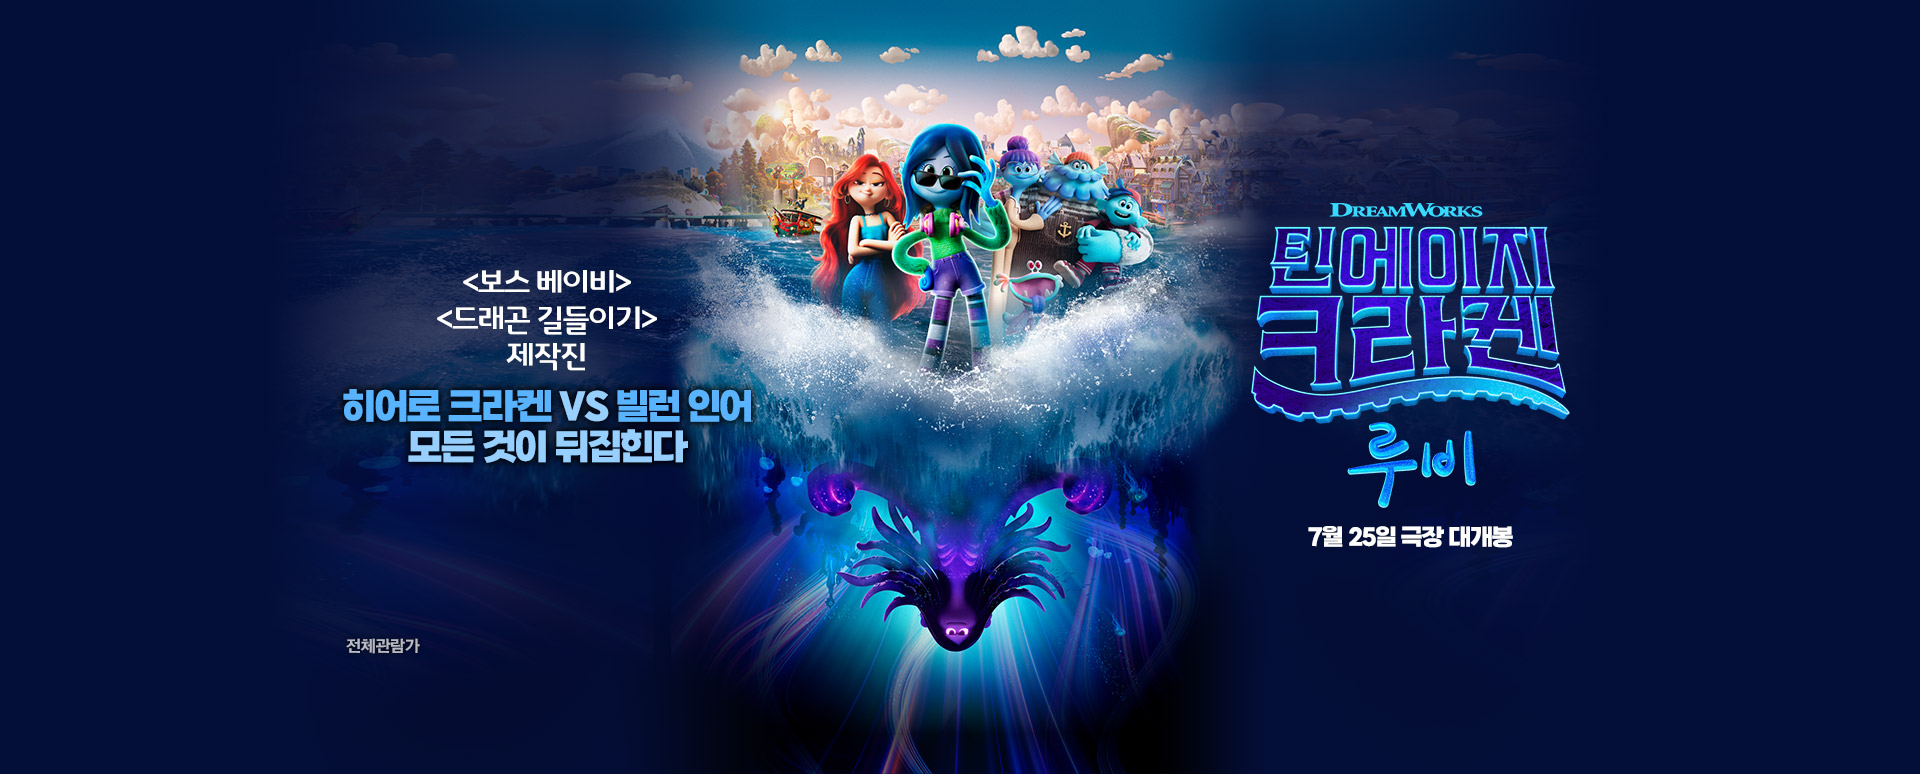 <보스 베이비>
<드래곤 길들이기>
제작진
히어로 크라켄 VS 빌런 인어
모든 것이 뒤집힌다
전체관람가
DREAMWORKS
틴에이지
크라켄
루비
7월 25일 극장 대개봉